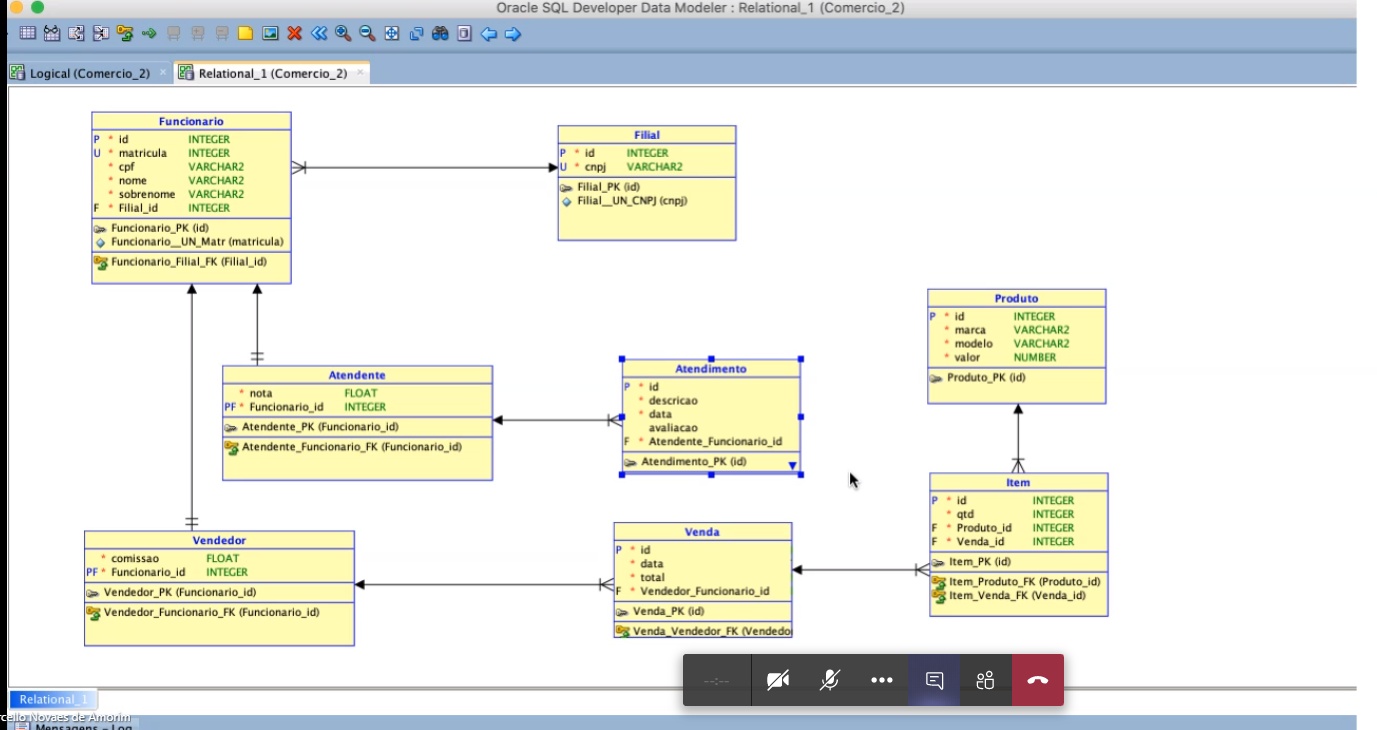 Oracle SQL Developer Data Modeler : Relational_1 (Comercio_2)
Logical (Comercio_2)
Relational_1 (Comercio_2)
Funcionario
P * id INTEGER
U * matricula INTEGER
* cpf VARCHAR2
* nome VARCHAR2
* sobrenome VARCHAR2
F * Filial_id INTEGER
Funcionario_PK (id)
Funcionario__UN_Matr (matricula)
Funcionario_Filial_FK (Filial_id)
Filial
P * id INTEGER
U * cnpj VARCHAR2
Filial_PK (id)
Filial__UN_CNPJ (cnpj)
Produto
P * id INTEGER
* marca VARCHAR2
* modelo VARCHAR2
* valor NUMBER
Produto_PK (id)
Atendente
* nota FLOAT
PF * Funcionario_id INTEGER
Atendente_PK (Funcionario_id)
Atendente_Funcionario_FK (Funcionario_id)
Atendimento
P * id
* descricao
* data
avaliacao
F * Atendente_Funcionario_id
Atendimento_PK (id)
Item
P * id INTEGER
* qtd INTEGER
F * Produto_id INTEGER
F * Venda_id INTEGER
Item_PK (id)
Item_Produto_FK (Produto_id)
Item_Venda_FK (Venda_id)
Vendedor
* comissao FLOAT
PF * Funcionario_id INTEGER
Vendedor_PK (Funcionario_id)
Vendedor_Funcionario_FK (Funcionario_id)
Venda
P * id
* data
* total
F * Vendedor_Funcionario_id
Venda_PK (id)
Venda_Vendedor_FK (Vendedo
--:--
Relational_1
rcello Novaes de Amorim
Mensagens - Log